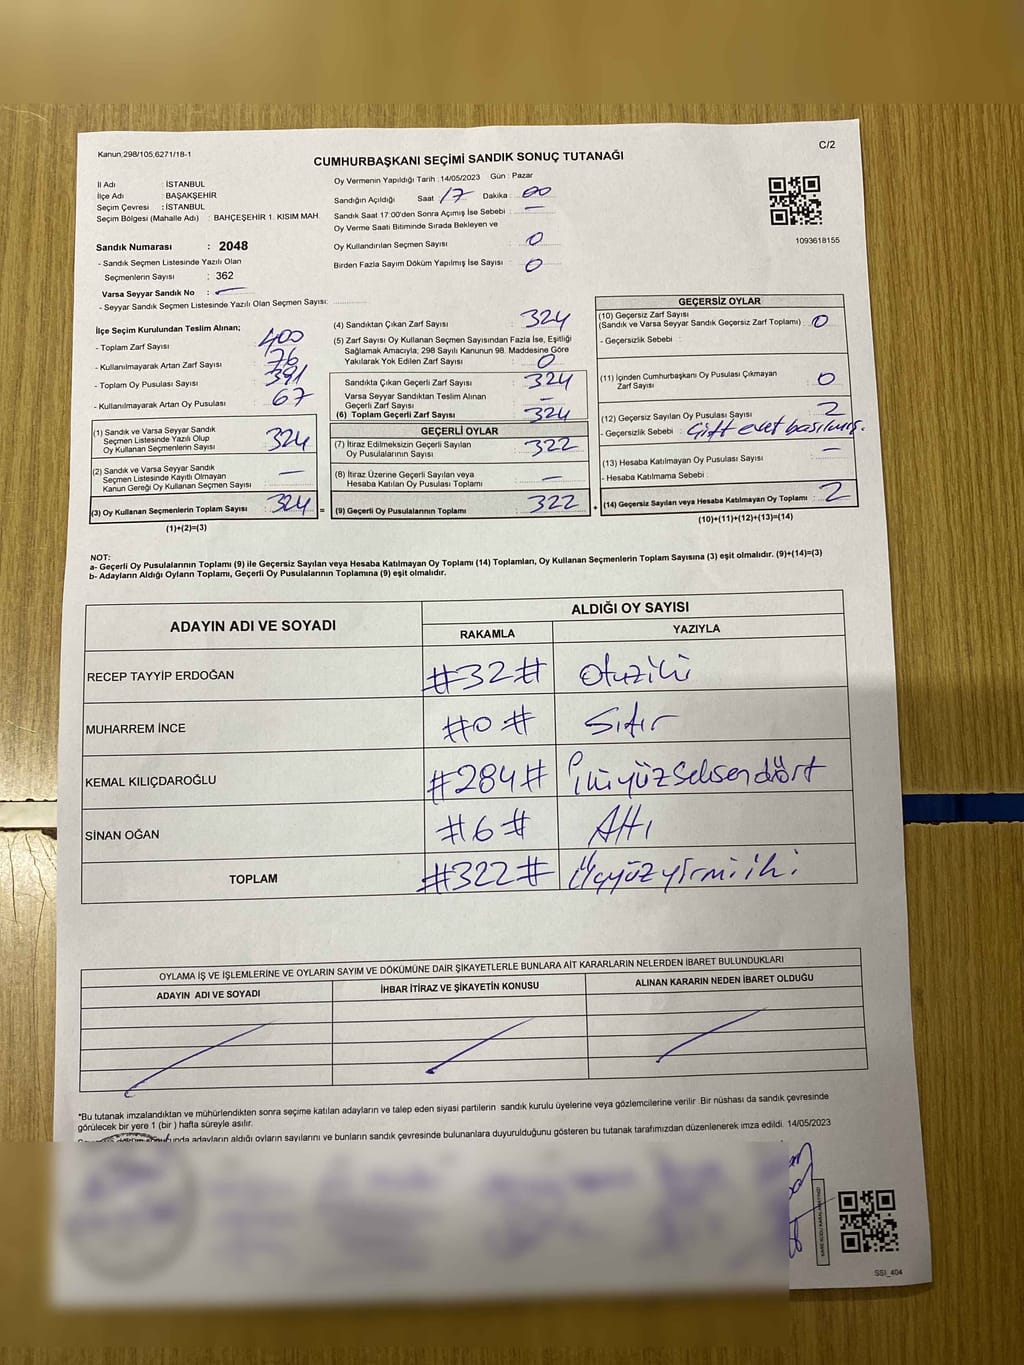 Kanun;298/105,6271/18-1
C/2
CUMHURBAŞKANI SEÇİMİ SANDIK SONUÇ TUTANAĞI
İl Adı : İSTANBUL
İlçe Adı : BAŞAKŞEHİR
Seçim Çevresi : İSTANBUL
Seçim Bölgesi (Mahalle Adı) : BAHÇEŞEHİR 1. KISIM MAH.
Sandık Numarası : 2048
- Sandık Seçmen Listesinde Yazılı Olan
Seçmenlerin Sayısı : 362
Varsa Seyyar Sandık No : —
- Seyyar Sandık Seçmen Listesinde Yazılı Olan Seçmen Sayısı:
Oy Vermenin Yapıldığı Tarih : 14/05/2023 Gün : Pazar
Sandığın Açıldığı Saat : 17 Dakika : 00
Sandık Saat 17:00'den Sonra Açımış İse Sebebi : —
Oy Verme Saati Bitiminde Sırada Bekleyen ve
Oy Kullandırılan Seçmen Sayısı : 0
Birden Fazla Sayım Döküm Yapılmış İse Sayısı : 0
1093618155
İlçe Seçim Kurulundan Teslim Alınan;
- Toplam Zarf Sayısı : 400
- Kullanılmayarak Artan Zarf Sayısı : 76
- Toplam Oy Pusulası Sayısı : 391
- Kullanılmayarak Artan Oy Pusulası : 67
(1) Sandık ve Varsa Seyyar Sandık
Seçmen Listesinde Yazılı Olup
Oy Kullanan Seçmenlerin Sayısı : 324
(2) Sandık ve Varsa Seyyar Sandık
Seçmen Listesinde Kayıtlı Olmayan
Kanun Gereği Oy Kullanan Seçmen Sayısı : —
(3) Oy Kullanan Seçmenlerin Toplam Sayısı : 324 =
(1)+(2)=(3)
(4) Sandıktan Çıkan Zarf Sayısı : 324
(5) Zarf Sayısı Oy Kullanan Seçmen Sayısından Fazla İse, Eşitliği
Sağlamak Amacıyla; 298 Sayılı Kanunun 98. Maddesine Göre
Yakılarak Yok Edilen Zarf Sayısı : 0
Sandıkta Çıkan Geçerli Zarf Sayısı : 324
Varsa Seyyar Sandıktan Teslim Alınan
Geçerli Zarf Sayısı : —
(6) Toplam Geçerli Zarf Sayısı : 324
GEÇERLİ OYLAR
(7) İtiraz Edilmeksizin Geçerli Sayılan
Oy Pusulalarının Sayısı : 322
(8) İtiraz Üzerine Geçerli Sayılan veya
Hesaba Katılan Oy Pusulası Toplamı : —
(9) Geçerli Oy Pusulalarının Toplamı : 322 +
GEÇERSİZ OYLAR
(10) Geçersiz Zarf Sayısı
(Sandık ve Varsa Seyyar Sandık Geçersiz Zarf Toplamı) : 0
- Geçersizlik Sebebi :
(11) İçinden Cumhurbaşkanı Oy Pusulası Çıkmayan
Zarf Sayısı : 0
(12) Geçersiz Sayılan Oy Pusulası Sayısı : 2
- Geçersizlik Sebebi : Çift evet basılmış.
(13) Hesaba Katılmayan Oy Pusulası Sayısı : —
- Hesaba Katılmama Sebebi :
(14) Geçersiz Sayılan veya Hesaba Katılmayan Oy Toplamı : 2
(10)+(11)+(12)+(13)=(14)
NOT:
a- Geçerli Oy Pusulalarının Toplamı (9) ile Geçersiz Sayılan veya Hesaba Katılmayan Oy Toplamı (14) Toplamları, Oy Kullanan Seçmenlerin Toplam Sayısına (3) eşit olmalıdır. (9)+(14)=(3)
b- Adayların Aldığı Oyların Toplamı, Geçerli Oy Pusulalarının Toplamına (9) eşit olmalıdır.
ADAYIN ADI VE SOYADI
ALDIĞI OY SAYISI
RAKAMLA YAZIYLA
RECEP TAYYİP ERDOĞAN #32# Otuziki
MUHARREM İNCE #0# Sıfır
KEMAL KILIÇDAROĞLU #284# İkiyüzseksendört
SİNAN OĞAN #6# Altı
TOPLAM #322# Üçyüzyirmiiki.
OYLAMA İŞ VE İŞLEMLERİNE VE OYLARIN SAYIM VE DÖKÜMÜNE DAİR ŞİKAYETLERLE BUNLARA AİT KARARLARIN NELERDEN İBARET BULUNDUKLARI
ADAYIN ADI VE SOYADI İHBAR İTİRAZ VE ŞİKAYETİN KONUSU ALINAN KARARIN NEDEN İBARET OLDUĞU
*Bu tutanak imzalandıktan ve mühürlendikten sonra seçime katılan adayların ve talep eden siyasi partilerin sandık kurulu üyelerine veya gözlemcilerine verilir. Bir nüshası da sandık çevresinde
görülecek bir yere 1 (bir ) hafta süreyle asılır.
adayların aldığı oyların sayılarını ve bunların sandık çevresinde bulunanlara duyurulduğunu gösteren bu tutanak tarafımızdan düzenlenerek imza edildi. 14/05/2023
SSI_404